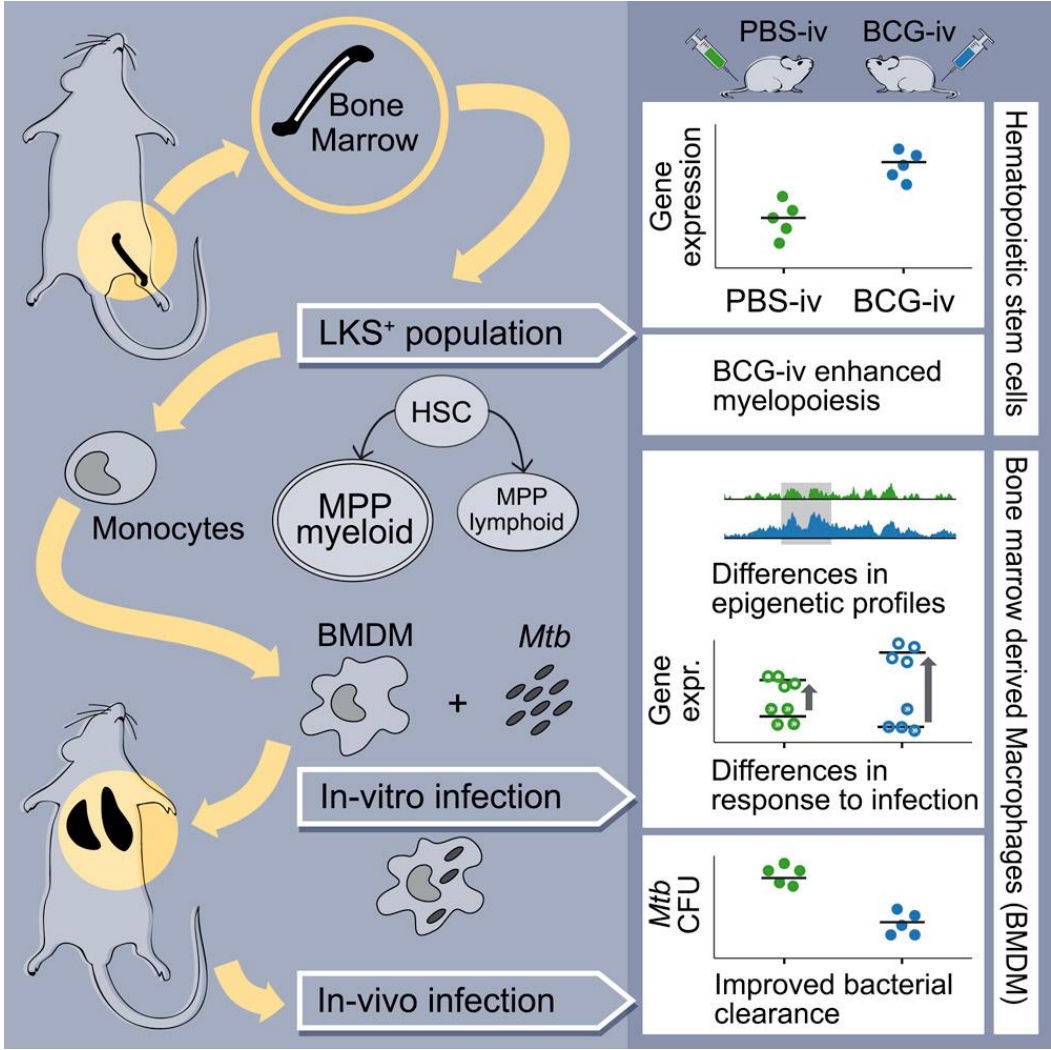 Bone
Marrow
LKS⁺ population
HSC
MPP
myeloid
MPP
lymphoid
Monocytes
BMDM
+
Mtb
In-vitro infection
In-vivo infection
PBS-iv
BCG-iv
Gene
expression
PBS-iv
BCG-iv
BCG-iv enhanced
myelopoiesis
Hematopoietic stem cells
Differences in
epigenetic profiles
Gene
expr.
Differences in
response to infection
Mtb
CFU
Improved bacterial
clearance
Bone marrow derived Macrophages (BMDM)